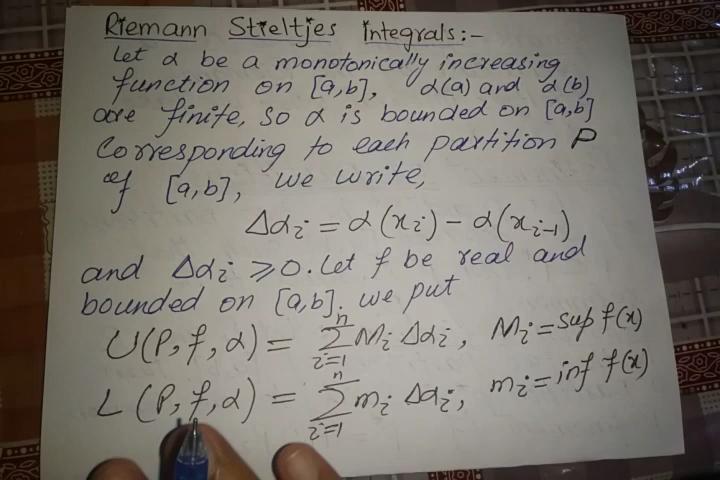 Riemann Stieltjes Integrals:-
Let α be a monotonically increasing
function on [a,b], α(a) and α(b)
are finite, so α is bounded on [a,b]
Corresponding to each partition P
of [a,b], we write,
Δαᵢ = α(xᵢ) - α(xᵢ₋₁)
and Δαᵢ ⩾ 0. Let f be real and
bounded on [a,b]. we put
U(P, f, α) = ∑ᵢ₌₁ⁿ Mᵢ Δαᵢ, Mᵢ = sup f(x)
L(P, f, α) = ∑ᵢ₌₁ⁿ mᵢ Δαᵢ, mᵢ = inf f(x)